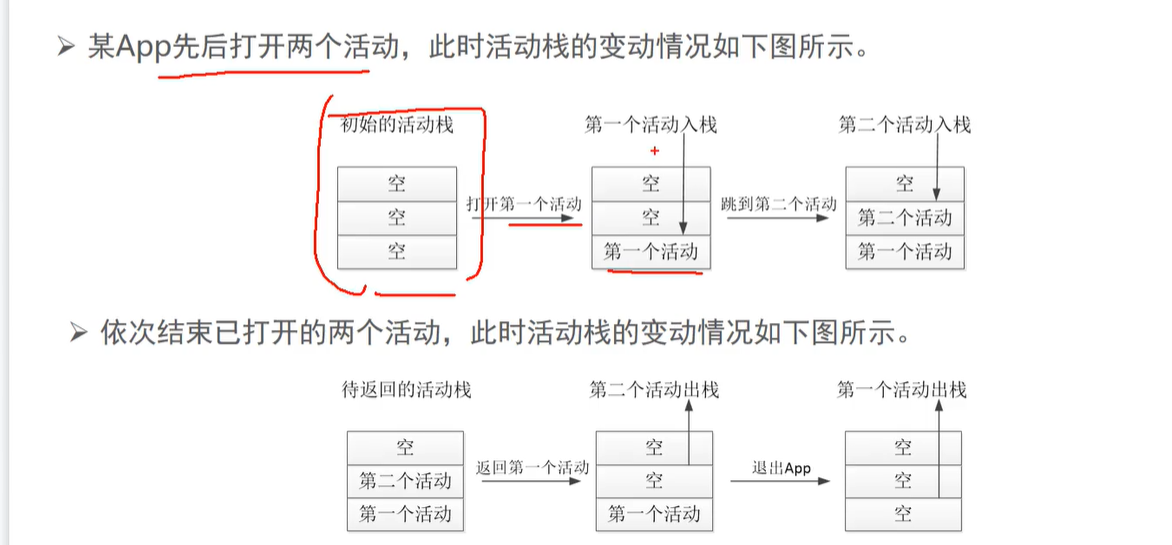 ➢ 某App先后打开两个活动，此时活动栈的变动情况如下图所示。
初始的活动栈
第一个活动入栈
第二个活动入栈
空
空
空
打开第一个活动
空
空
第一个活动
跳到第二个活动
空
第二个活动
第一个活动
➢ 依次结束已打开的两个活动，此时活动栈的变动情况如下图所示。
待返回的活动栈
第二个活动出栈
第一个活动出栈
空
第二个活动
第一个活动
返回第一个活动
空
空
第一个活动
退出App
空
空
空